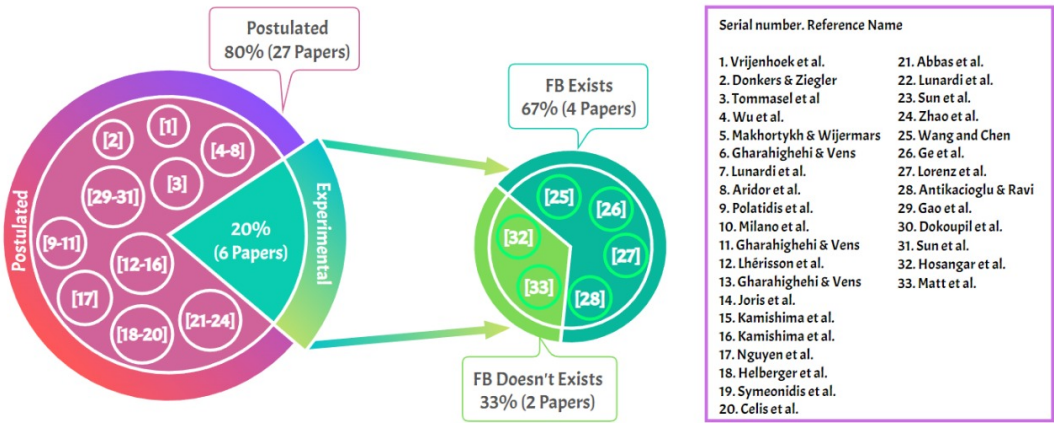 Postulated
80% (27 Papers)
[1]
[2]
[4-8]
[3]
[29-31]
[9-11]
[12-16]
[17]
[18-20]
[21-24]
Postulated
20%
(6 Papers)
Experimental
FB Exists
67% (4 Papers)
[25]
[26]
[27]
[28]
[32]
[33]
FB Doesn't Exists
33% (2 Papers)
Serial number. Reference Name
1. Vrijenhoek et al.
2. Donkers & Ziegler
3. Tommasel et al
4. Wu et al.
5. Makhortykh & Wijermars
6. Gharahighehi & Vens
7. Lunardi et al.
8. Aridor et al.
9. Polatidis et al.
10. Milano et al.
11. Gharahighehi & Vens
12. Lhérisson et al.
13. Gharahighehi & Vens
14. Joris et al.
15. Kamishima et al.
16. Kamishima et al.
17. Nguyen et al.
18. Helberger et al.
19. Symeonidis et al.
20. Celis et al.
21. Abbas et al.
22. Lunardi et al.
23. Sun et al.
24. Zhao et al.
25. Wang and Chen
26. Ge et al.
27. Lorenz et al.
28. Antikacioglu & Ravi
29. Gao et al.
30. Dokoupil et al.
31. Sun et al.
32. Hosangar et al.
33. Matt et al.